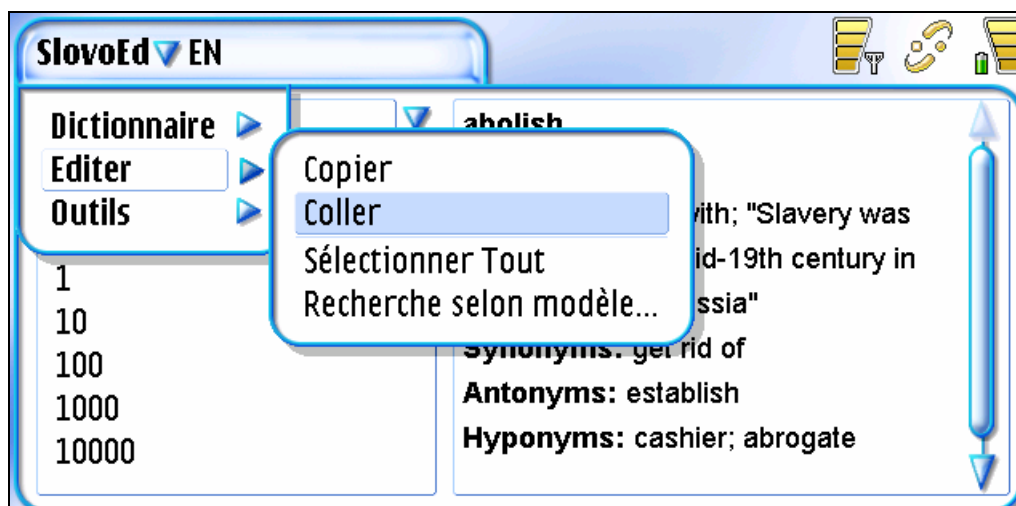 SlovoEd EN
Dictionnaire
Editer
Outils
Copier
Coller
Sélectionner Tout
Recherche selon modèle...
1
10
100
1000
10000
abolish
with; "Slavery was
id-19th century in
ssia"
Synonyms: get rid of
Antonyms: establish
Hyponyms: cashier; abrogate